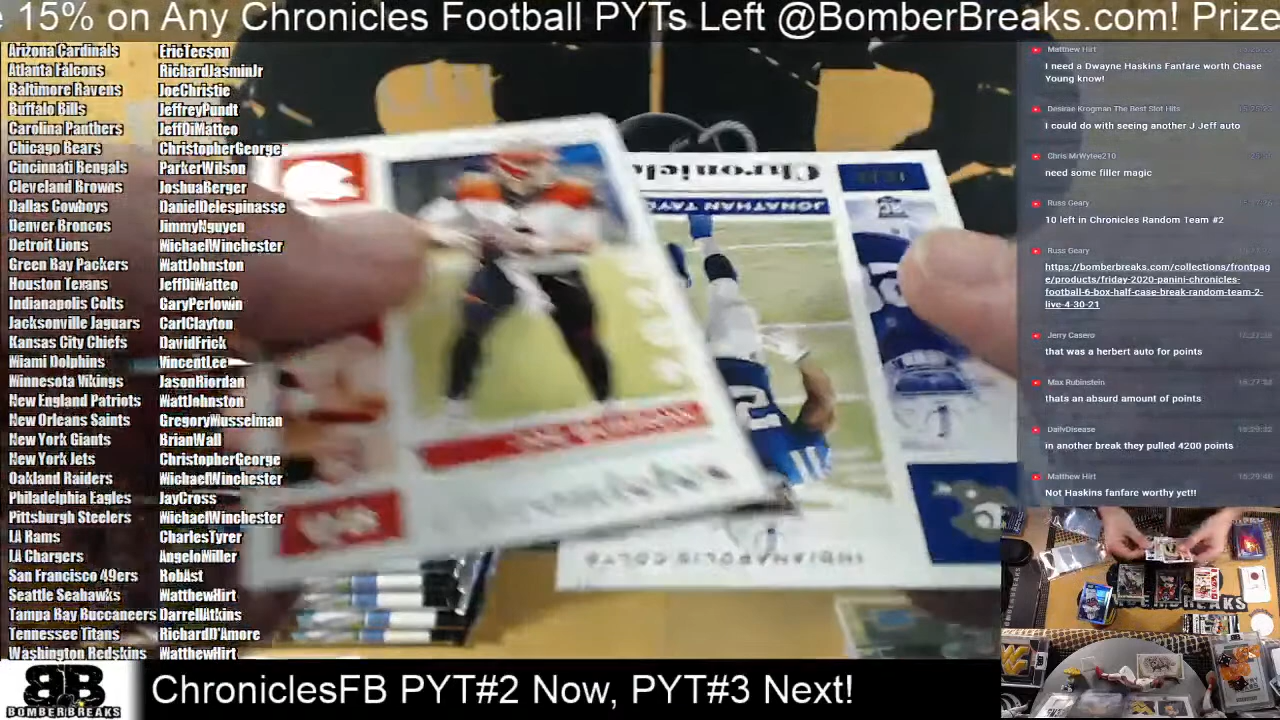 15% on Any Chronicles Football PYTs Left @BomberBreaks.com! Prize
Arizona Cardinals EricTecson
Atlanta Falcons RichardJasminJr
Baltimore Ravens JoeChristie
Buffalo Bills JeffreyPundt
Carolina Panthers JeffDiMatteo
Chicago Bears ChristopherGeorge
Cincinnati Bengals ParkerWilson
Cleveland Browns JoshuaBerger
Dallas Cowboys DanielDelespinasse
Denver Broncos JimmyNguyen
Detroit Lions MichaelWinchester
Green Bay Packers MattJohnston
Houston Texans JeffDiMatteo
Indianapolis Colts GaryPerlowin
Jacksonville Jaguars CarlClayton
Kansas City Chiefs DavidFrick
Miami Dolphins VincentLee
Minnesota Vikings JasonRiordan
New England Patriots MattJohnston
New Orleans Saints GregoryMusselman
New York Giants BrianWall
New York Jets ChristopherGeorge
Oakland Raiders MichaelWinchester
Philadelphia Eagles JayCross
Pittsburgh Steelers MichaelWinchester
LA Rams CharlesTyrer
LA Chargers AngeloMiller
San Francisco 49ers RobAst
Seattle Seahawks MatthewHirt
Tampa Bay Buccaneers DarrellAtkins
Tennessee Titans RichardD'Amore
Washington Redskins MatthewHirt
Chronicle
JONATHAN TAY
INDIANAPOLIS COLTS
Matthew Hirt
I need a Dwayne Haskins Fanfare worth Chase
Young know!
Desirae Krogman The Best Slot Hits
I could do with seeing another J Jeff auto
Chris MrWytee210
need some filler magic
Russ Geary
10 left in Chronicles Random Team #2
Russ Geary
https://bomberbreaks.com/collections/frontpag
e/products/friday-2020-panini-chronicles-
football-6-box-half-case-break-random-team-2-
live-4-30-21
Jerry Casero
that was a herbert auto for points
Max Rubinstein
thats an absurd amount of points
DailyDisease
in another break they pulled 4200 points
Matthew Hirt
Not Haskins fanfare worthy yet!!
BB
BOMBERBREAKS
ChroniclesFB PYT#2 Now, PYT#3 Next!